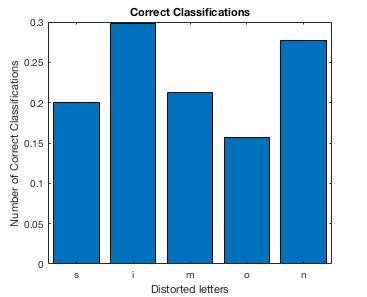 Correct Classifications
Number of Correct Classifications
0.3
0.25
0.2
0.15
0.1
0.05
0
s i m o n
Distorted letters